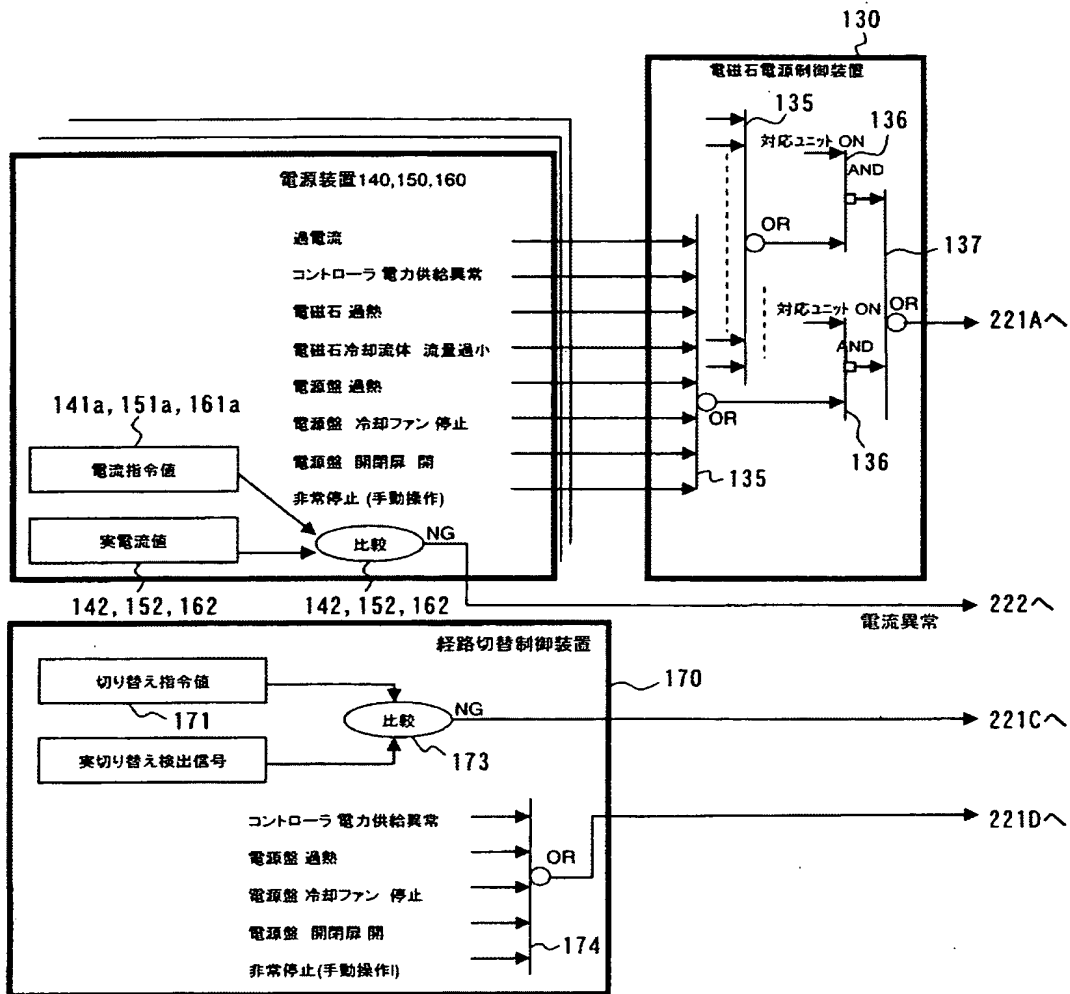 130
電磁石電源制御装置
135
対応ユニット ON
136
AND
OR
137
対応ユニット ON
OR
221Aへ
AND
OR
136
135
電源装置140,150,160
過電流
コントローラ 電力供給異常
電磁石 過熱
電磁石冷却流体 流量過小
電源盤 過熱
電源盤 冷却ファン 停止
電源盤 開閉扉 開
非常停止 (手動操作)
141a, 151a, 161a
電流指令値
実電流値
比較
NG
142, 152, 162
142, 152, 162
222へ
電流異常
経路切替制御装置
170
切り替え指令値
171
比較
NG
221Cへ
実切り替え検出信号
173
コントローラ 電力供給異常
電源盤 過熱
電源盤 冷却ファン 停止
電源盤 開閉扉 開
非常停止(手動操作I)
OR
221Dへ
174